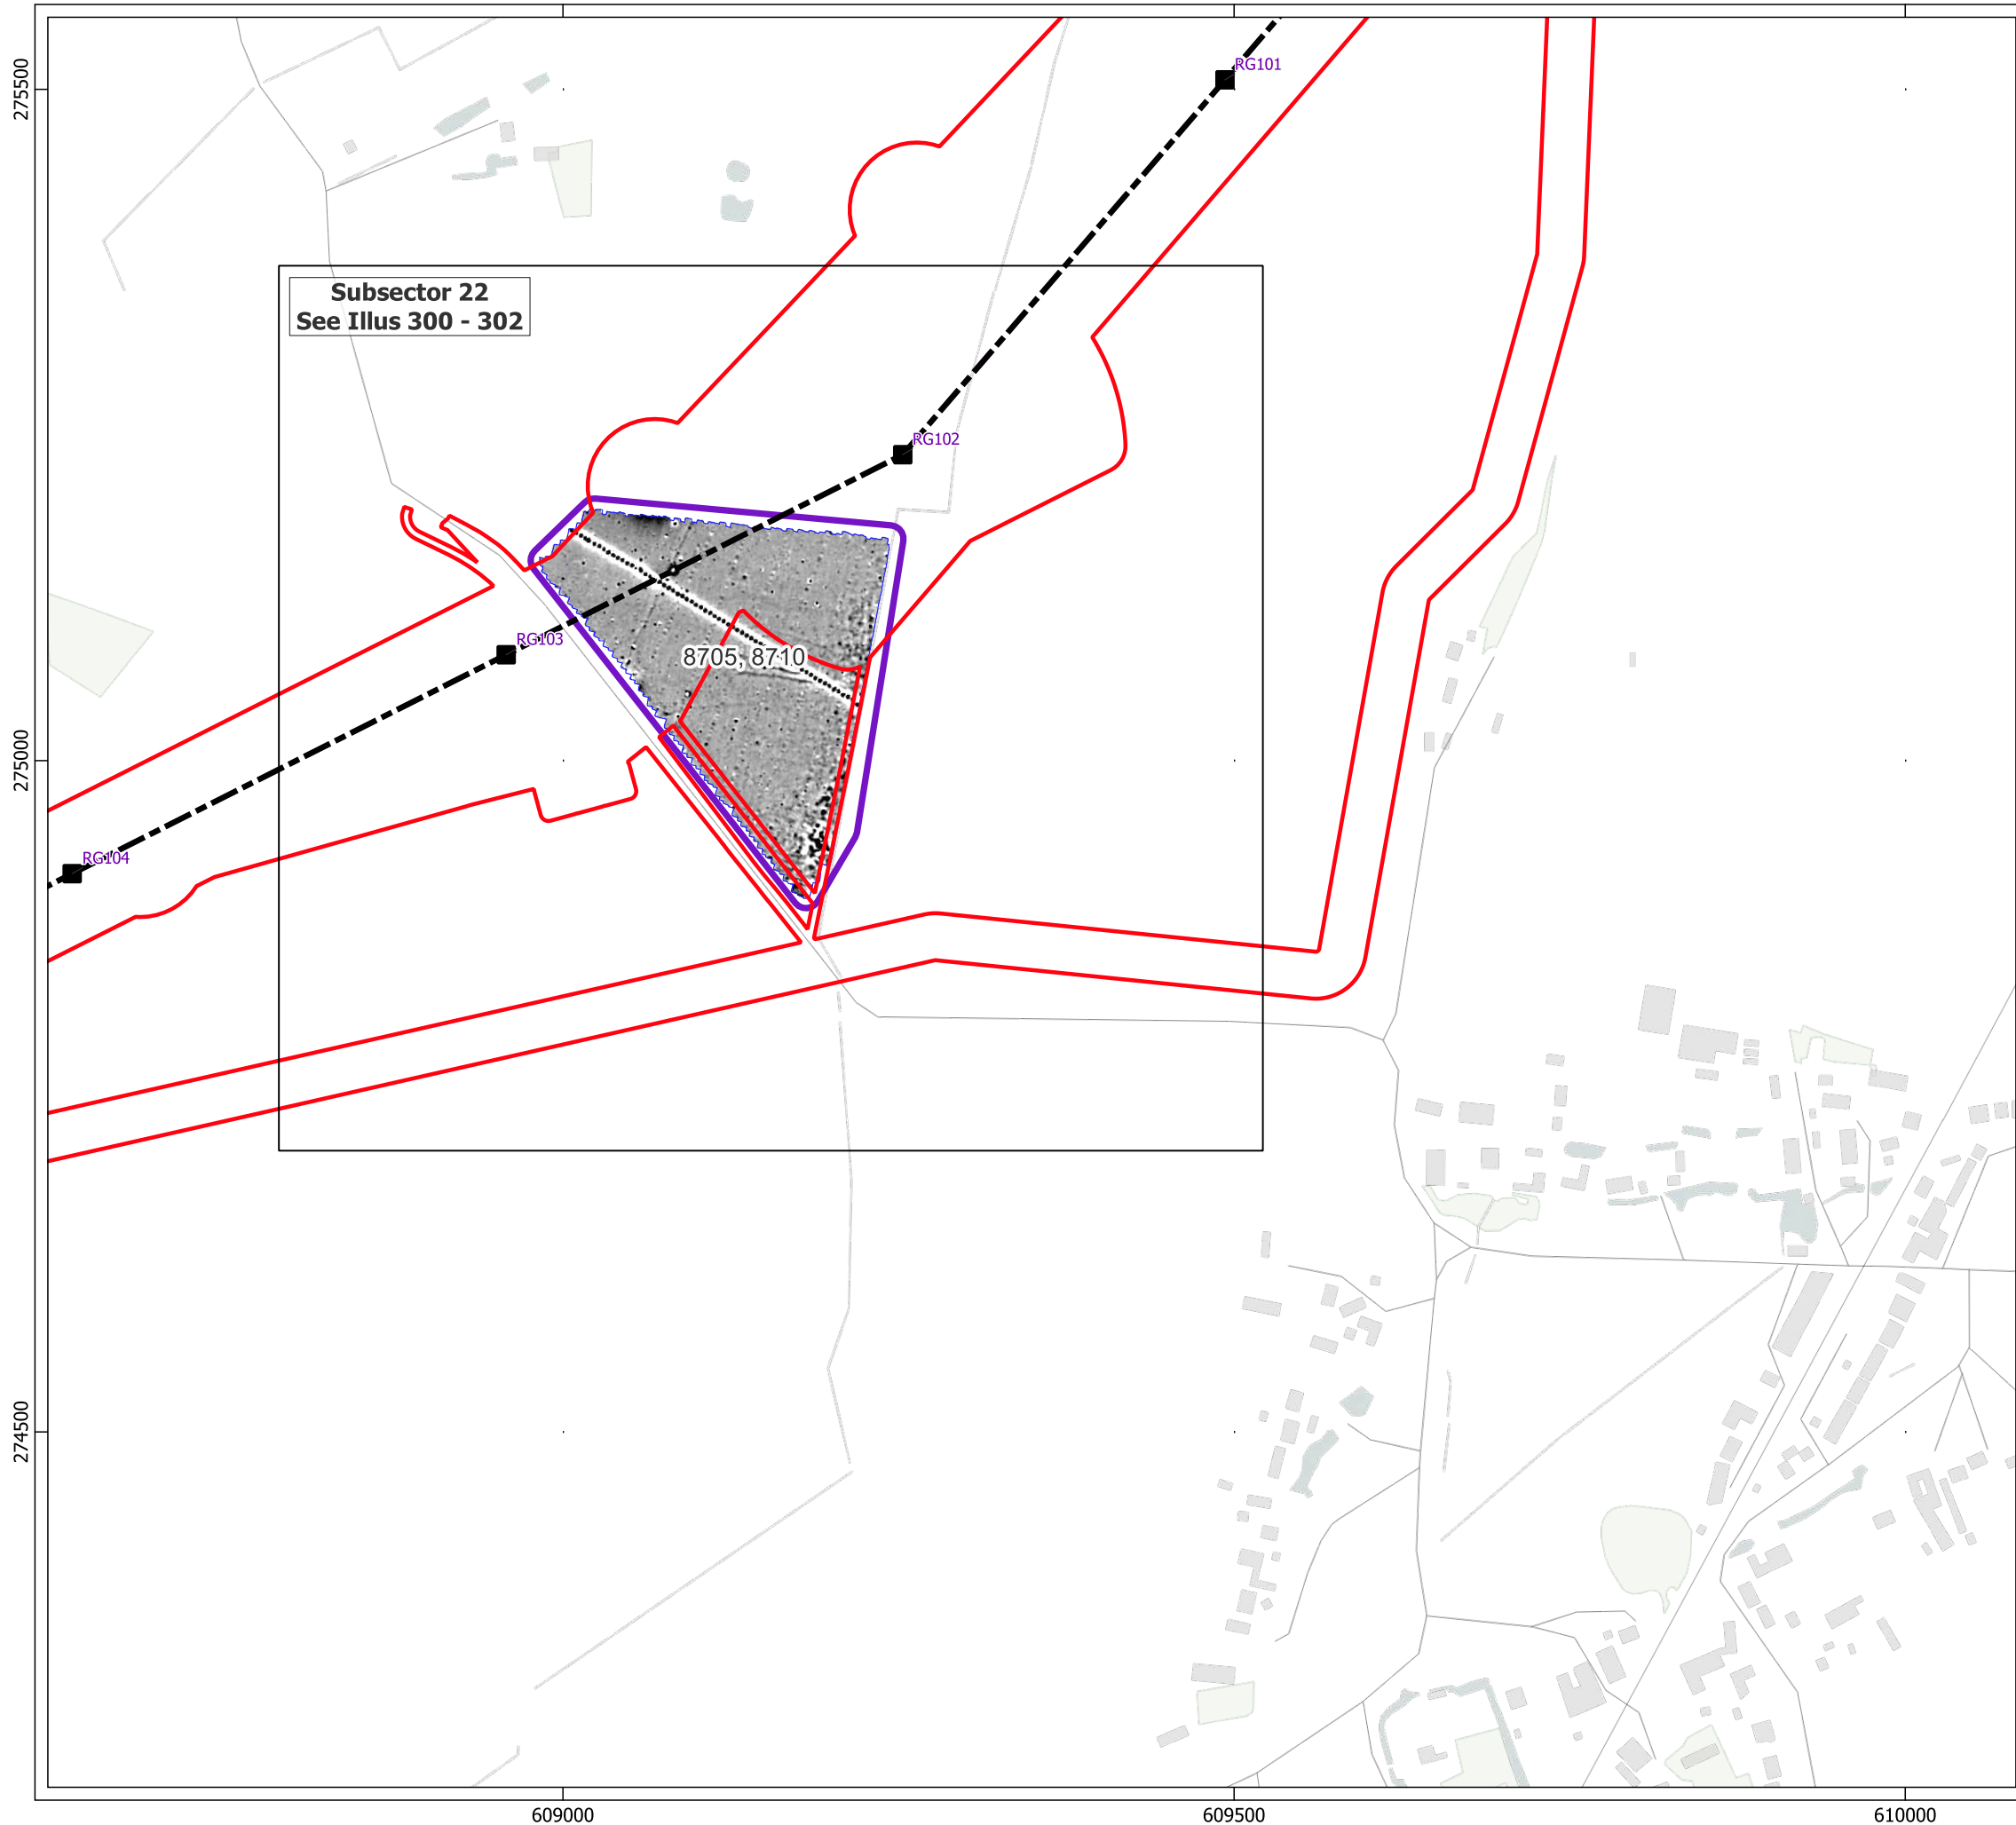 RG101
275500
Subsector 22
See Illus 300 - 302
RG102
RG103
8705, 8710
275000
RG104
274500
609000
609500
610000